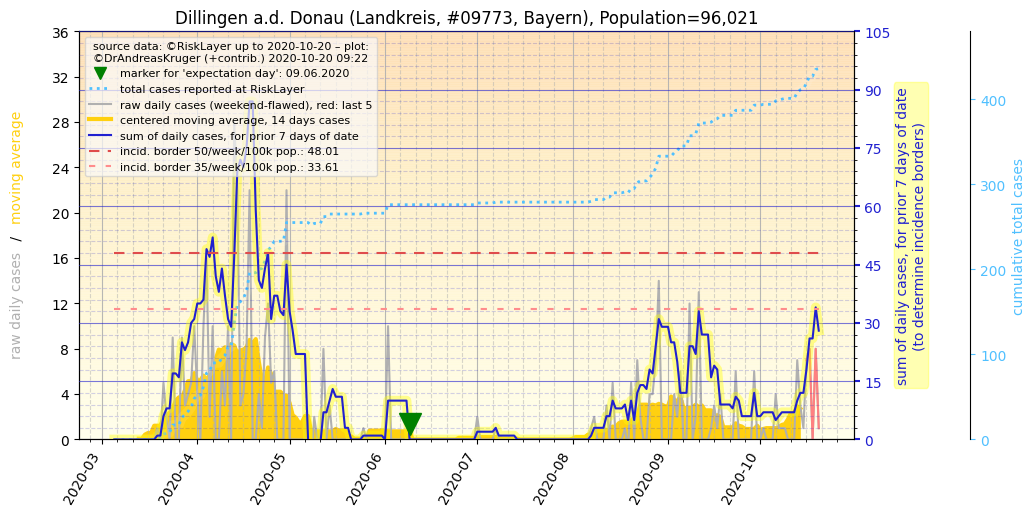 Dillingen a.d. Donau (Landkreis, #09773, Bayern), Population=96,021
source data: ©RiskLayer up to 2020-10-20 – plot:
©DrAndreasKruger (+contrib.) 2020-10-20 09:22
marker for 'expectation day': 09.06.2020
total cases reported at RiskLayer
raw daily cases (weekend-flawed), red: last 5
centered moving average, 14 days cases
sum of daily cases, for prior 7 days of date
incid. border 50/week/100k pop.: 48.01
incid. border 35/week/100k pop.: 33.61
raw daily cases / moving average
36
32
28
24
20
16
12
8
4
0
105
90
75
60
45
30
15
0
sum of daily cases, for prior 7 days of date
(to determine incidence borders)
400
300
200
100
0
cumulative total cases
2020-03
2020-04
2020-05
2020-06
2020-07
2020-08
2020-09
2020-10